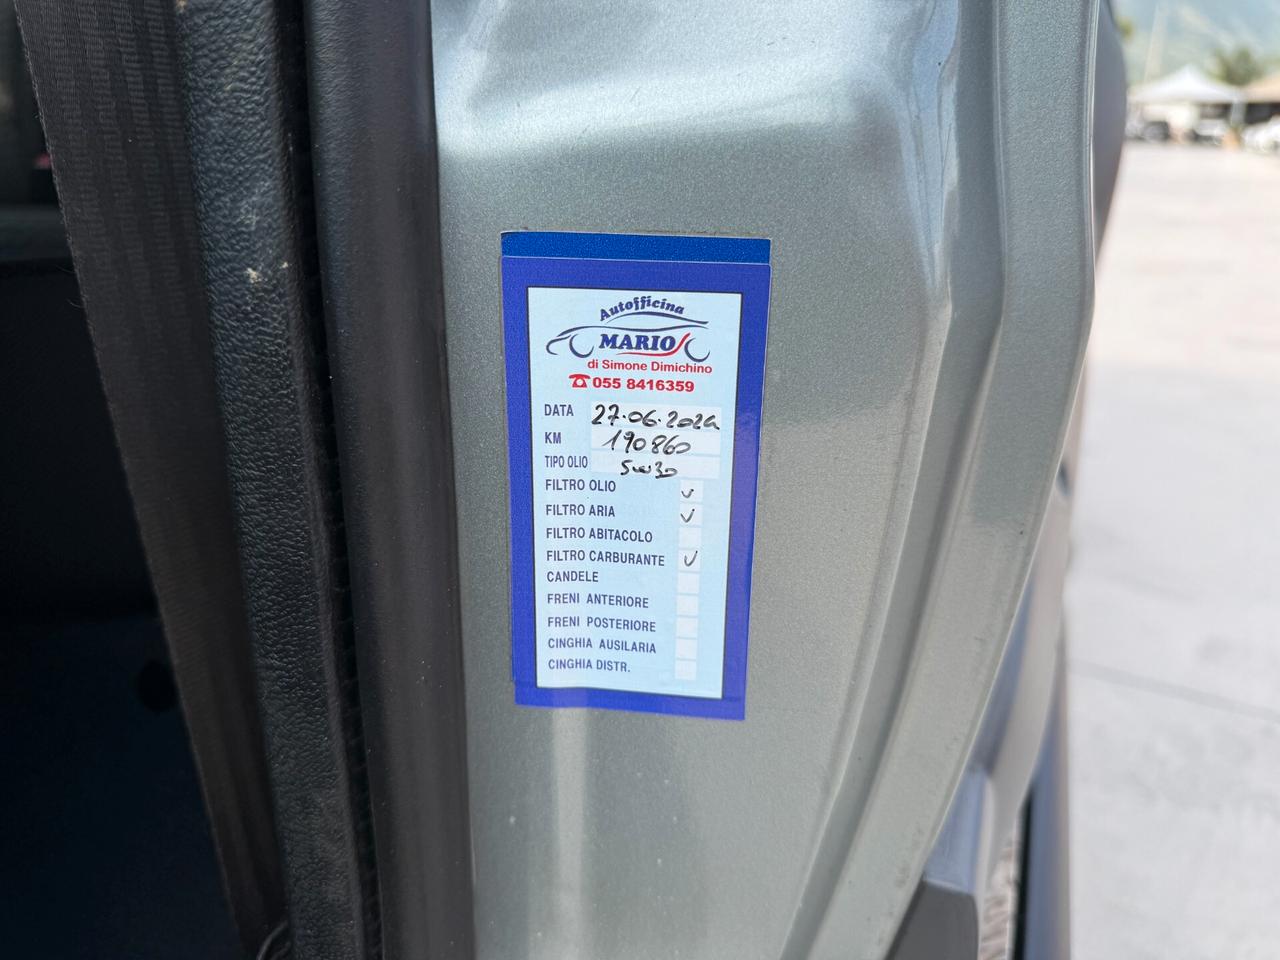 Autofficina
MARIO
di Simone Dimichino
055 8416359
DATA 27.06.2024
KM 190860
TIPO OLIO 5w30
FILTRO OLIO ✓
FILTRO ARIA ✓
FILTRO ABITACOLO
FILTRO CARBURANTE ✓
CANDELE
FRENI ANTERIORE
FRENI POSTERIORE
CINGHIA AUSILARIA
CINGHIA DISTR.